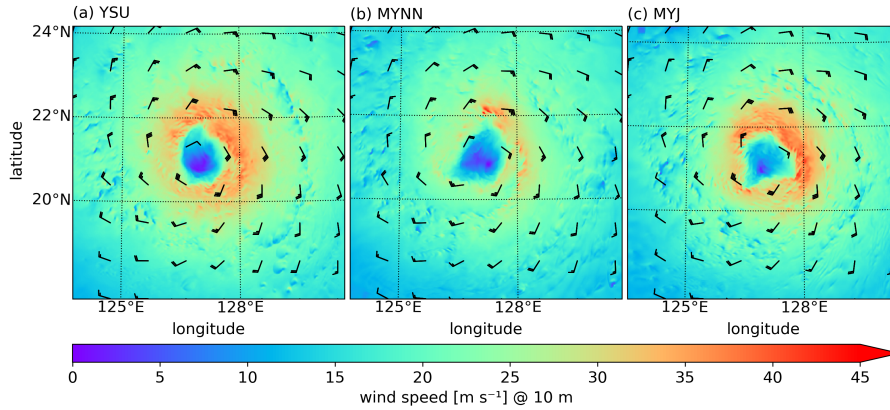 (a) YSU
(b) MYNN
(c) MYJ
24°N
22°N
20°N
latitude
125°E 128°E
125°E 128°E
125°E 128°E
longitude
longitude
longitude
0 5 10 15 20 25 30 35 40 45
wind speed [m s⁻¹] @ 10 m